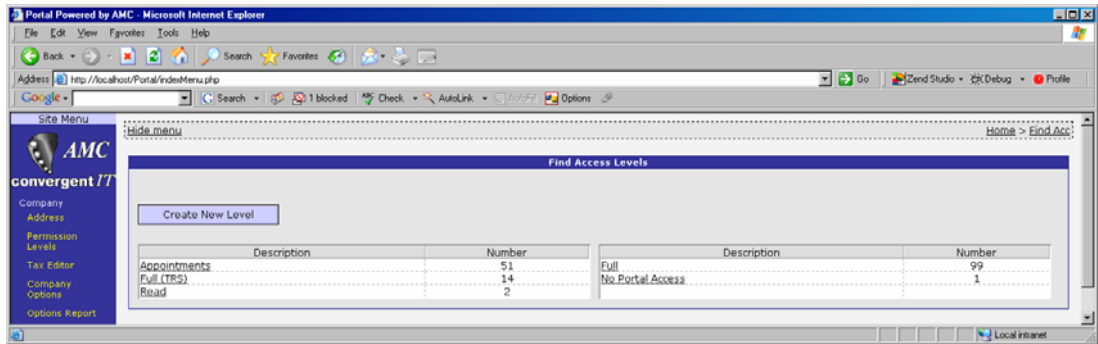 Portal Powered by AMC - Microsoft Internet Explorer
File Edit View Favorites Tools Help
Back Search Favorites
Address http://localhost/Portal/indexMenu.php Go Zend Studio Debug Profile
Google Search 1 blocked Check AutoLink AutoFill Options
Site Menu
Hide menu
Home > Find Acc
AMC
convergent IT
Find Access Levels
Create New Level
Company
Address
Permission
Levels
Tax Editor
Company
Options
Options Report
Description Number Description Number
Appointments 51 Full 99
Full (TRS) 14 No Portal Access 1
Read 2
Local intranet